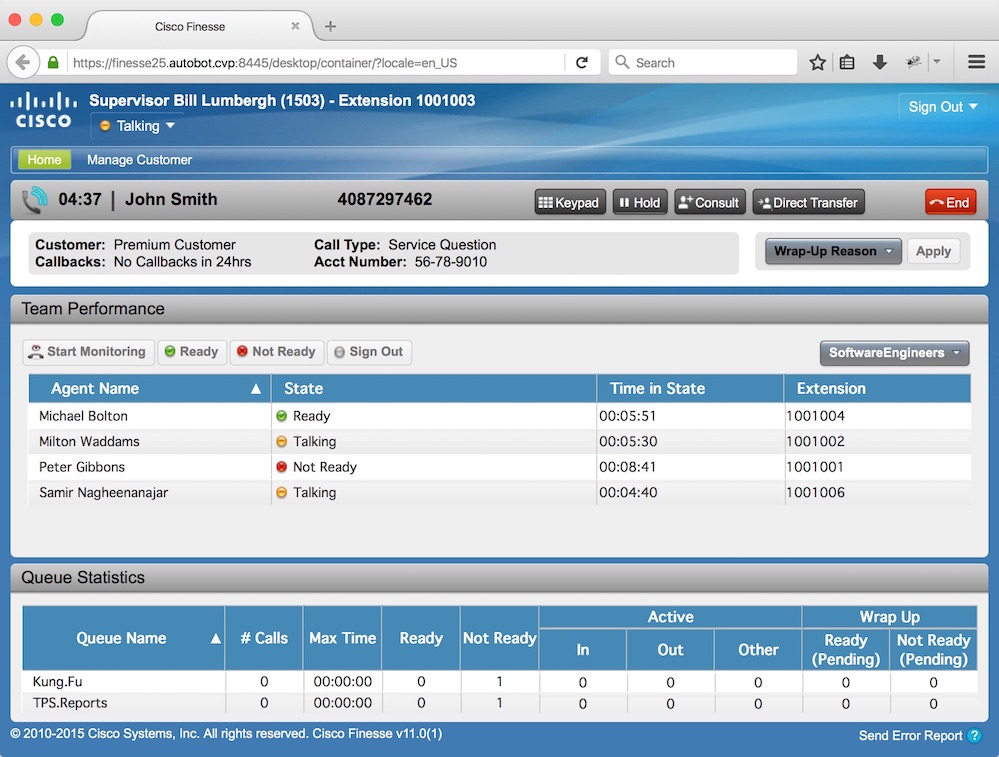 Cisco Finesse
https://finesse25.autobot.cvp:8445/desktop/container/?locale=en_US Search
CISCO Supervisor Bill Lumbergh (1503) - Extension 1001003 Sign Out
Talking
Home Manage Customer
04:37 | John Smith 4087297462 Keypad Hold Consult Direct Transfer End
Customer: Premium Customer Call Type: Service Question Wrap-Up Reason Apply
Callbacks: No Callbacks in 24hrs Acct Number: 56-78-9010
Team Performance
Start Monitoring Ready Not Ready Sign Out SoftwareEngineers
Agent Name State Time in State Extension
Michael Bolton Ready 00:05:51 1001004
Milton Waddams Talking 00:05:30 1001002
Peter Gibbons Not Ready 00:08:41 1001001
Samir Nagheenanajar Talking 00:04:40 1001006
Queue Statistics
Active Wrap Up
Queue Name # Calls Max Time Ready Not Ready In Out Other Ready (Pending) Not Ready (Pending)
Kung.Fu 0 00:00:00 0 1 0 0 0 0 0
TPS.Reports 0 00:00:00 0 1 0 0 0 0 0
© 2010-2015 Cisco Systems, Inc. All rights reserved. Cisco Finesse v11.0(1) Send Error Report ?